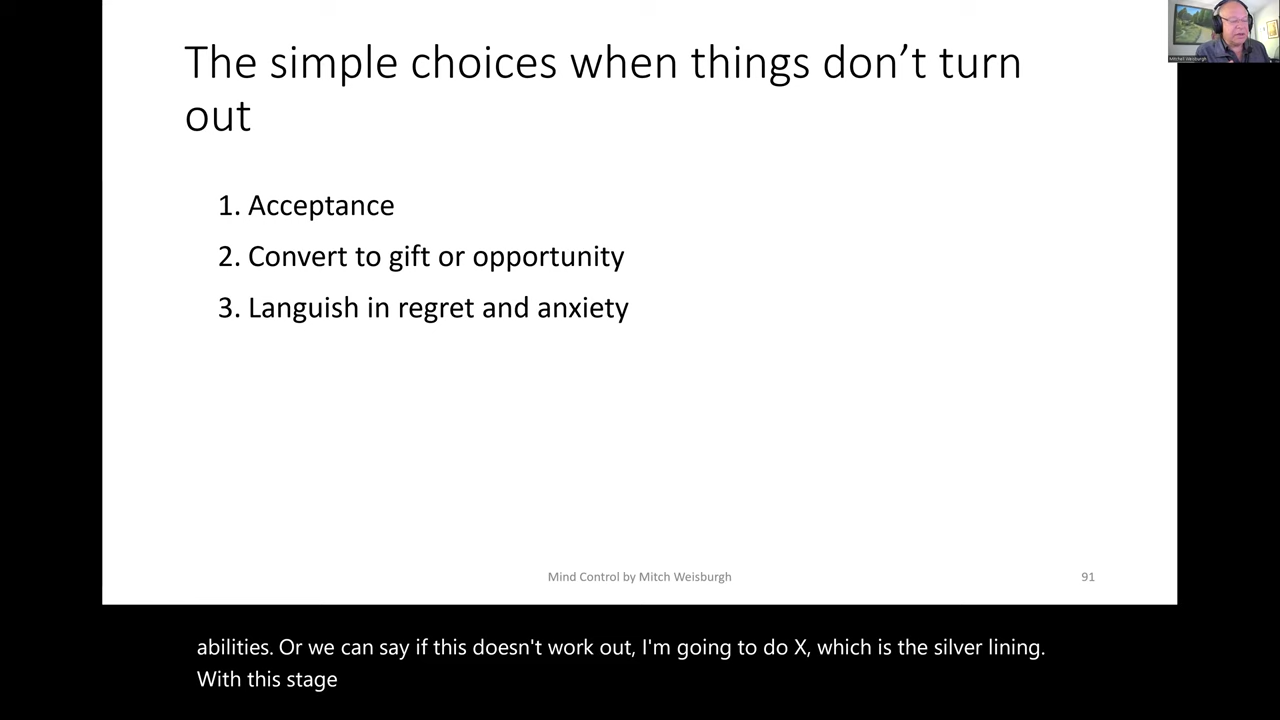 The simple choices when things don’t turn
out
1. Acceptance
2. Convert to gift or opportunity
3. Languish in regret and anxiety
Mind Control by Mitch Weisburgh
91
abilities. Or we can say if this doesn't work out, I'm going to do X, which is the silver lining.
With this stage